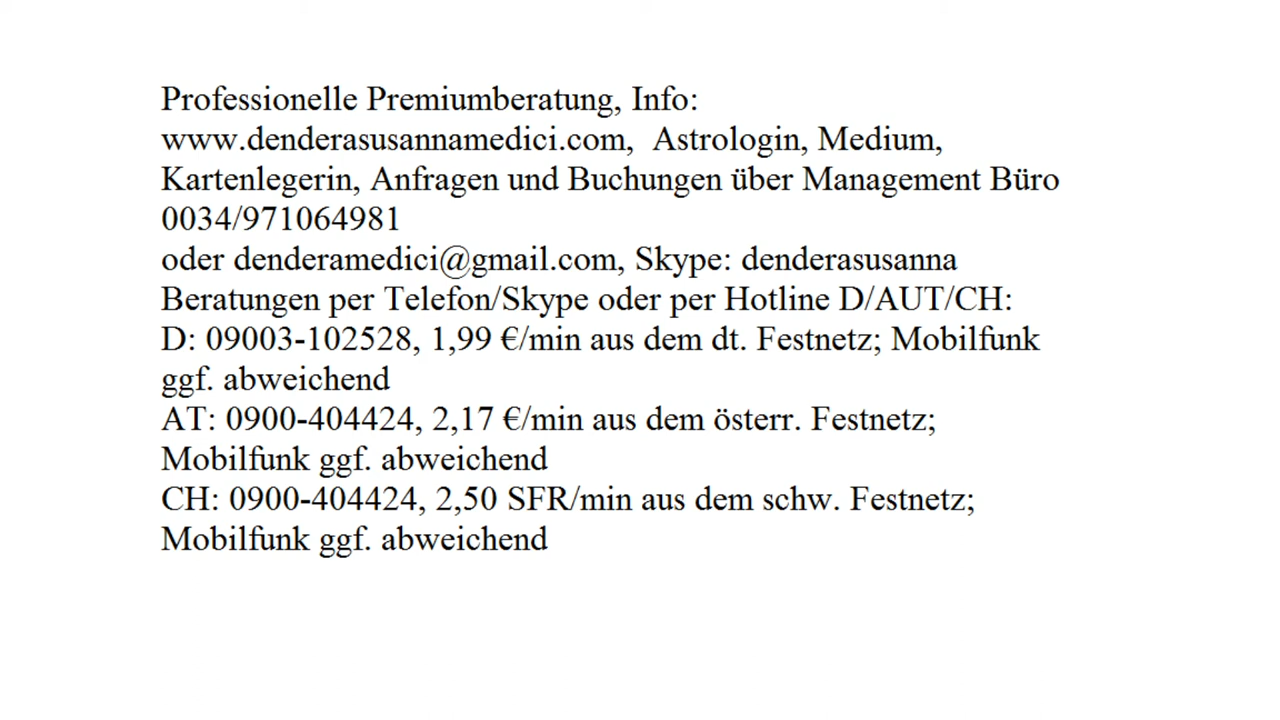 Professionelle Premiumberatung, Info:
www.denderasusannamedici.com,  Astrologin, Medium,
Kartenlegerin, Anfragen und Buchungen über Management Büro
0034/971064981
oder denderamedici@gmail.com, Skype: denderasusanna
Beratungen per Telefon/Skype oder per Hotline D/AUT/CH:
D: 09003-102528, 1,99 €/min aus dem dt. Festnetz; Mobilfunk
ggf. abweichend
AT: 0900-404424, 2,17 €/min aus dem österr. Festnetz;
Mobilfunk ggf. abweichend
CH: 0900-404424, 2,50 SFR/min aus dem schw. Festnetz;
Mobilfunk ggf. abweichend